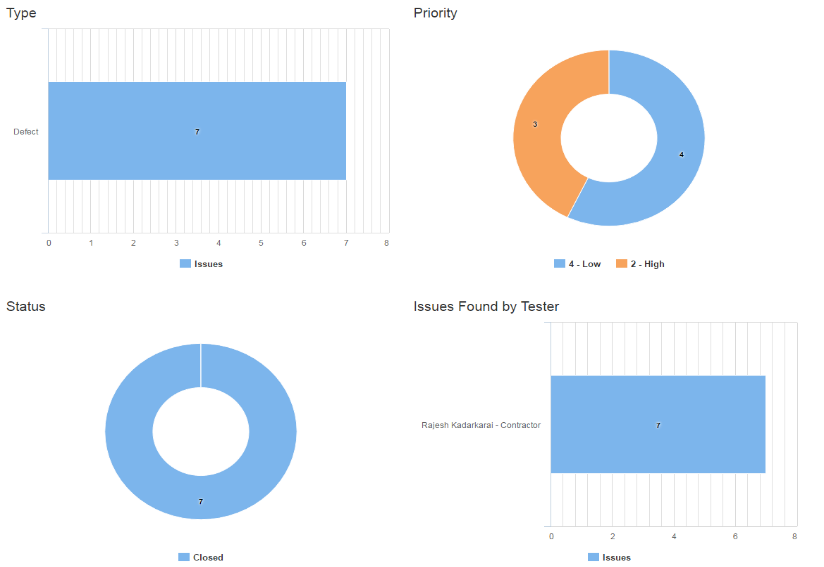 Type
Defect
7
0 1 2 3 4 5 6 7 8
Issues
Priority
3
4
4 - Low 2 - High
Status
7
Closed
Issues Found by Tester
Rajesh Kadarkarai - Contractor
7
0 2 4 6 8
Issues